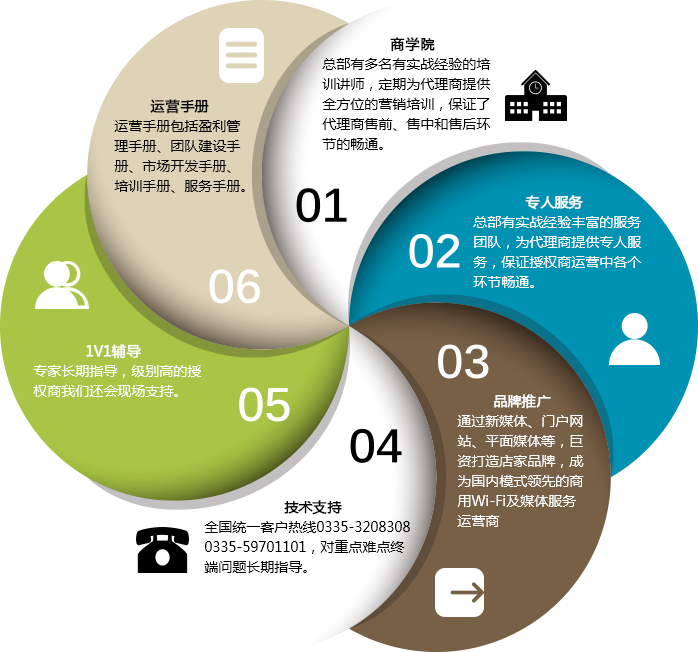 商学院
总部有多名有实战经验的培
训讲师，定期为代理商提供
全方位的营销培训，保证了
代理商售前、售中和售后环
节的畅通。
01
专人服务
总部有实战经验丰富的服务
团队，为代理商提供专人服
务，保证授权商运营中各个
环节畅通。
02
03
品牌推广
通过新媒体、门户网
站、平面媒体等，巨
资打造店家品牌，成
为国内模式领先的商
用Wi-Fi及媒体服务
运营商
04
技术支持
全国统一客户热线0335-3208308
0335-59701101，对重点难点终
端问题长期指导。
1V1辅导
专家长期指导，级别高的授
权商我们还会现场支持。
05
运营手册
运营手册包括盈利管
理手册、团队建设手
册、市场开发手册、
培训手册、服务手册。
06